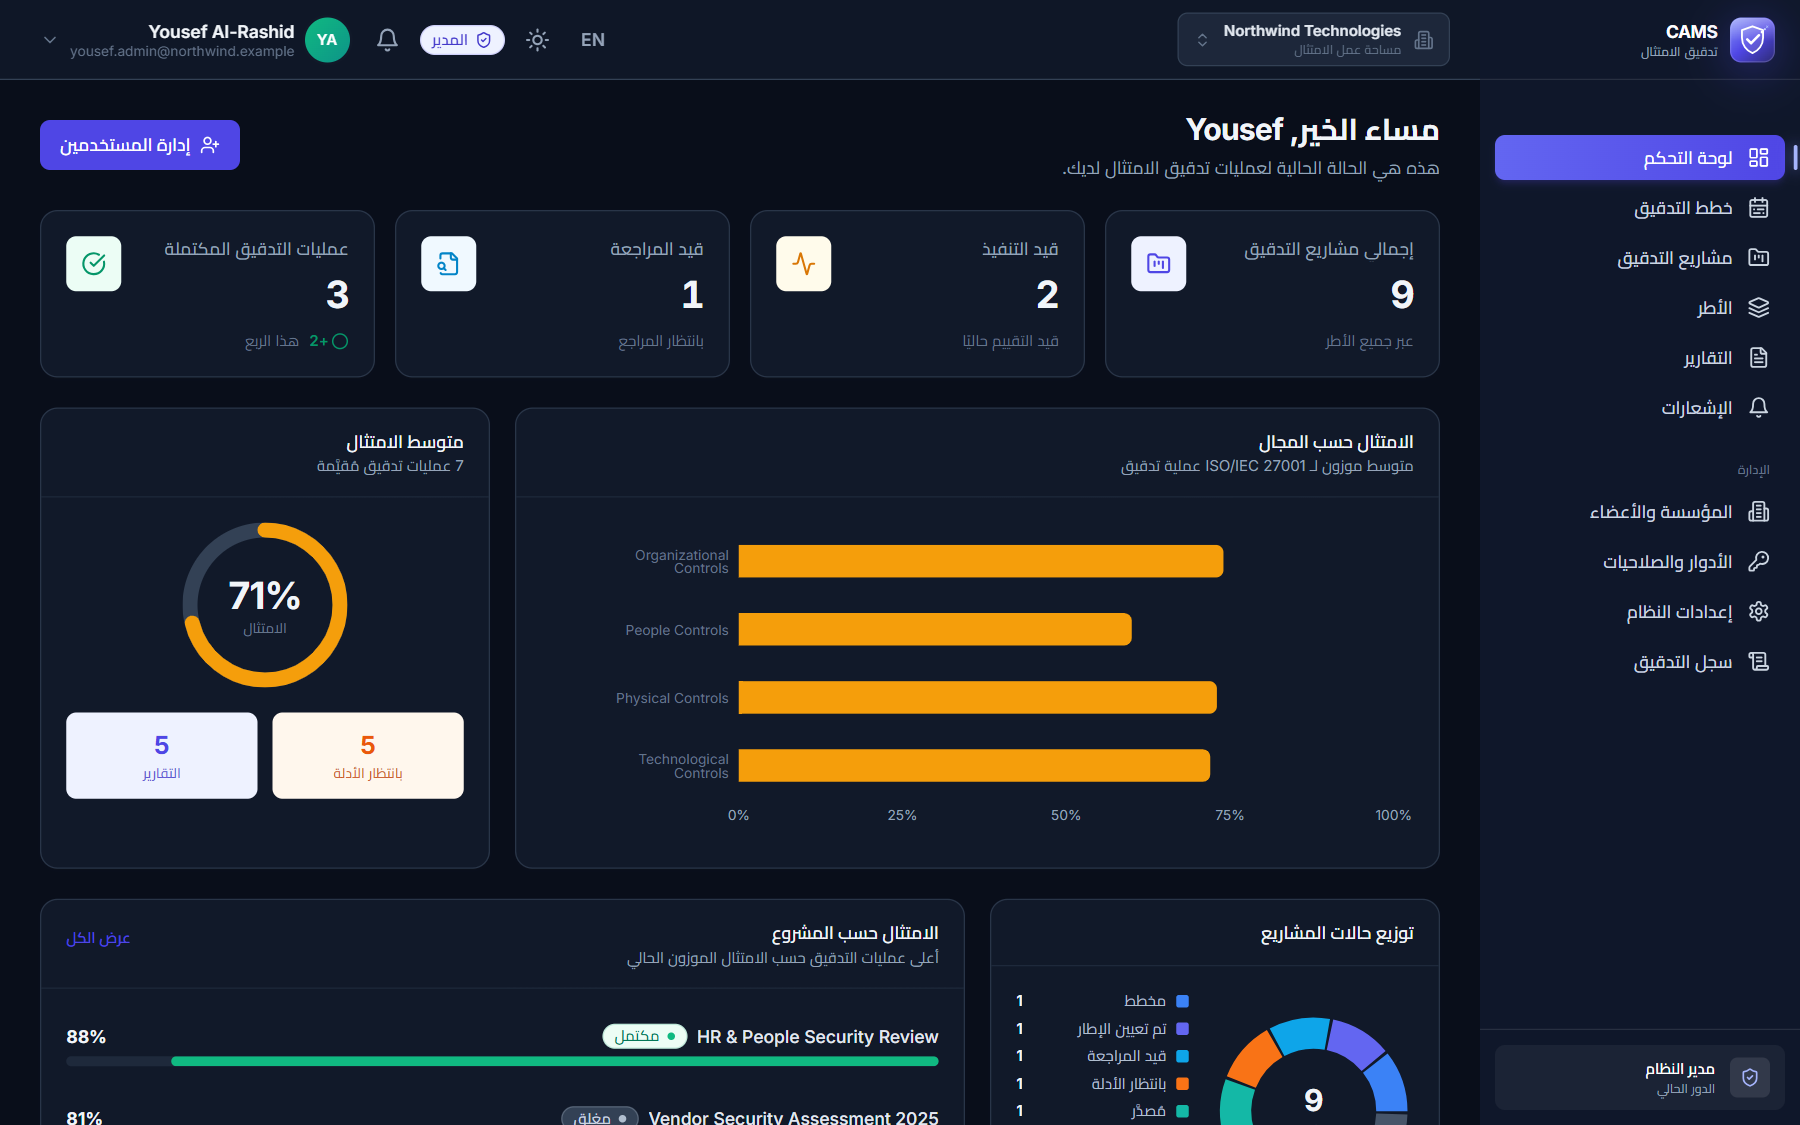 CAMS
تدقيق الامتثال
Northwind Technologies
مساحة عمل الامتثال
EN
المدير
YA
Yousef Al-Rashid
yousef.admin@northwind.example
لوحة التحكم
خطط التدقيق
مشاريع التدقيق
الأطر
التقارير
الإشعارات
الإدارة
المؤسسة والأعضاء
الأدوار والصلاحيات
إعدادات النظام
سجل التدقيق
مدير النظام
الدور الحالي
مساء الخير, Yousef
هذه هي الحالة الحالية لعمليات تدقيق الامتثال لديك.
إدارة المستخدمين
إجمالي مشاريع التدقيق
9
عبر جميع الأطر
قيد التنفيذ
2
قيد التقييم حاليًا
قيد المراجعة
1
بانتظار المراجع
عمليات التدقيق المكتملة
3
+2 هذا الربع
الامتثال حسب المجال
متوسط موزون لـ ISO/IEC 27001 عملية تدقيق
Organizational Controls
People Controls
Physical Controls
Technological Controls
0% 25% 50% 75% 100%
متوسط الامتثال
7 عمليات تدقيق مُقيَّمة
71%
الامتثال
5
بانتظار الأدلة
5
التقارير
توزيع حالات المشاريع
مخطط 1
تم تعيين الإطار 1
قيد المراجعة 1
بانتظار الأدلة 1
مُصدَّر 1
9
الامتثال حسب المشروع
أعلى عمليات التدقيق حسب الامتثال الموزون الحالي
عرض الكل
HR & People Security Review مكتمل 88%
Vendor Security Assessment 2025 مغلق 81%